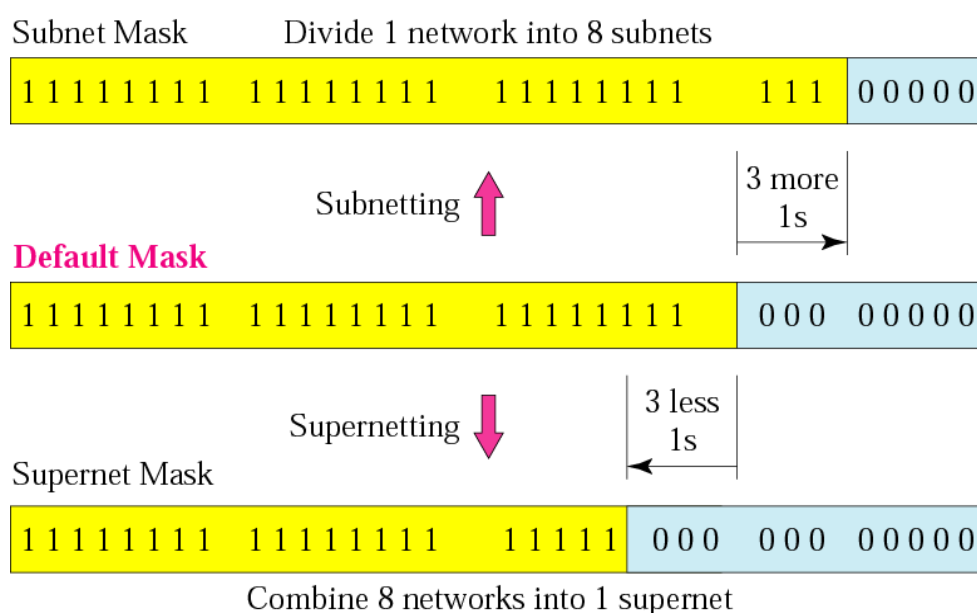 Subnet Mask Divide 1 network into 8 subnets
1 1 1 1 1 1 1 1 1 1 1 1 1 1 1 1 1 1 1 1 1 1 1 1 1 1 1 0 0 0 0 0
Subnetting
3 more
1s
Default Mask
1 1 1 1 1 1 1 1 1 1 1 1 1 1 1 1 1 1 1 1 1 1 1 1 0 0 0 0 0 0 0 0
Supernetting
3 less
1s
Supernet Mask
1 1 1 1 1 1 1 1 1 1 1 1 1 1 1 1 1 1 1 1 1 0 0 0 0 0 0 0 0 0 0 0
Combine 8 networks into 1 supernet